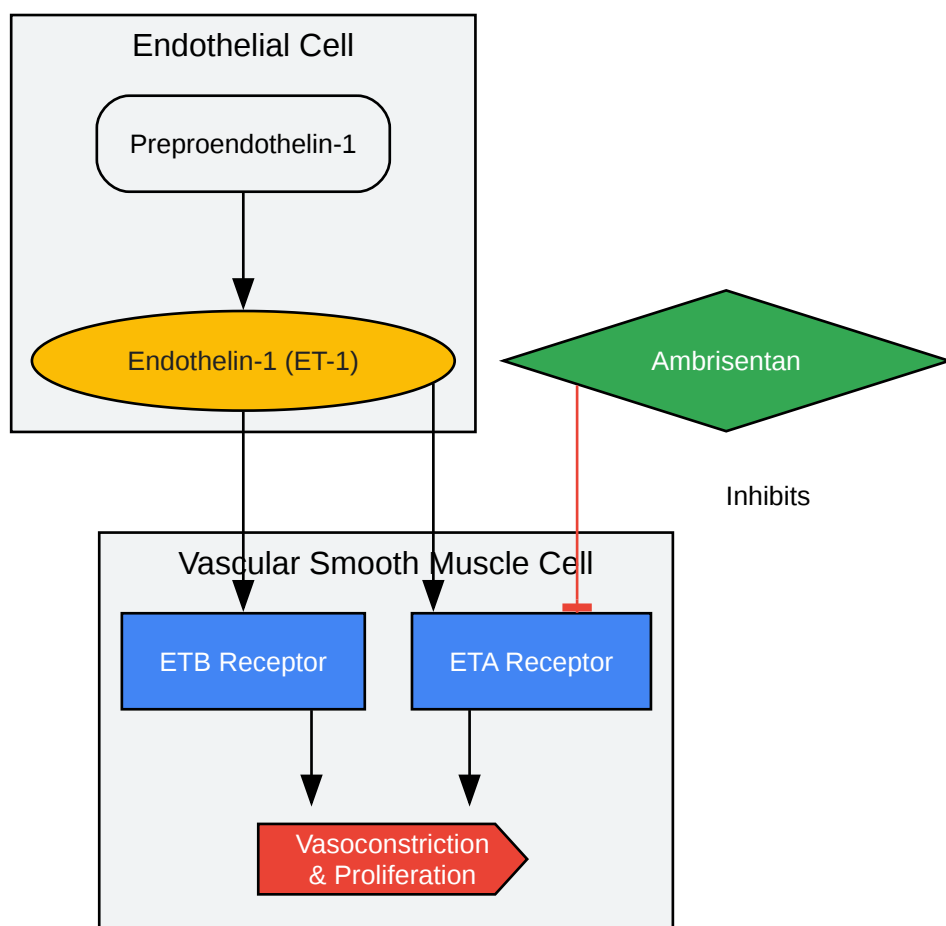 Endothelial Cell
Preproendothelin-1
Endothelin-1 (ET-1)
Ambrisentan
Inhibits
Vascular Smooth Muscle Cell
ETB Receptor
ETA Receptor
Vasoconstriction
& Proliferation